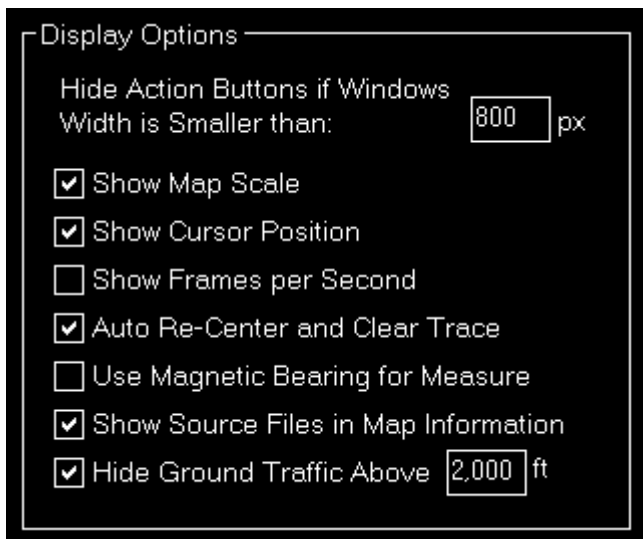 Display Options
Hide Action Buttons if Windows
Width is Smaller than: 800 px
Show Map Scale
Show Cursor Position
Show Frames per Second
Auto Re-Center and Clear Trace
Use Magnetic Bearing for Measure
Show Source Files in Map Information
Hide Ground Traffic Above 2,000 ft